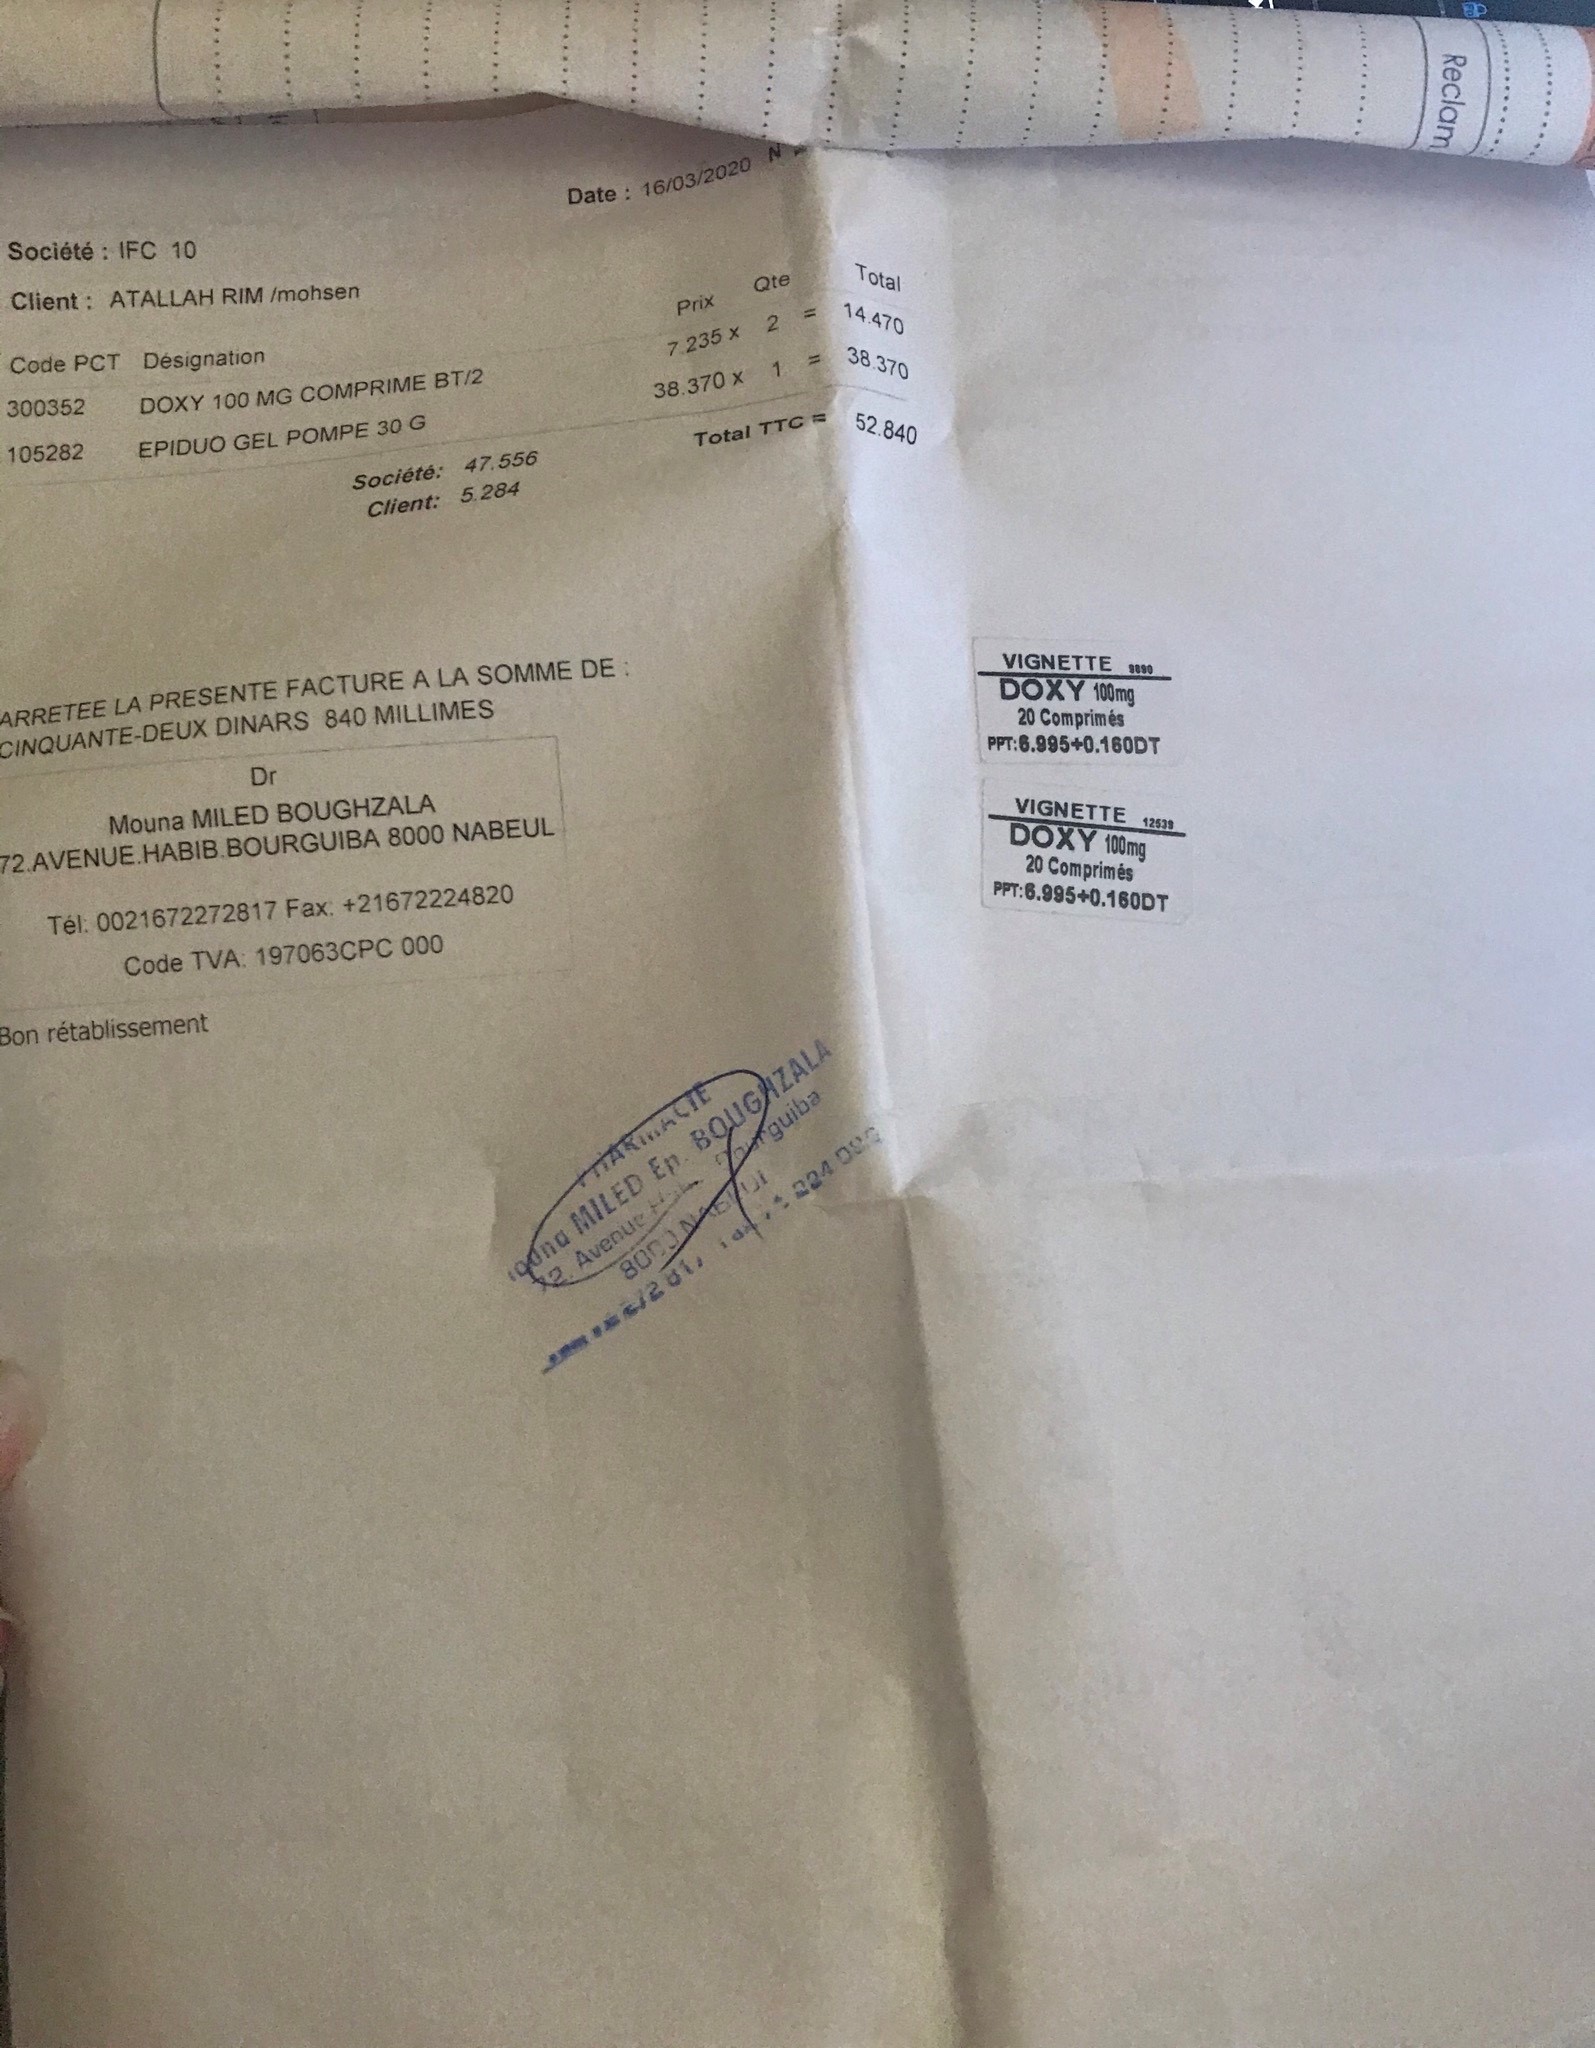 Reclam
Date : 16/03/2020 N
Société : IFC 10
Client : ATALLAH RIM /mohsen
Code PCT Désignation Prix Qte Total
300352 DOXY 100 MG COMPRIME BT/2 7.235 x 2 = 14.470
105282 EPIDUO GEL POMPE 30 G 38.370 x 1 = 38.370
Total TTC = 52.840
Société: 47.556
Client: 5.284
ARRETEE LA PRESENTE FACTURE A LA SOMME DE :
CINQUANTE-DEUX DINARS 840 MILLIMES
Dr
Mouna MILED BOUGHZALA
72.AVENUE.HABIB.BOURGUIBA 8000 NABEUL
Tél: 0021672272817 Fax: +21672224820
Code TVA: 197063CPC 000
Bon rétablissement
VIGNETTE 9890
DOXY 100mg
20 Comprimés
PPT:6.995+0.160DT
VIGNETTE 12539
DOXY 100mg
20 Comprimés
PPT:6.995+0.160DT
PHARMACIE
MILED Ep. BOUGHZALA
72. Avenue Bourguiba
8000 NABEUL